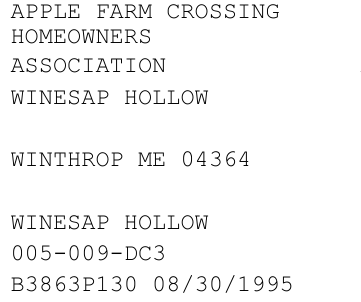 APPLE FARM CROSSING
HOMEOWNERS
ASSOCIATION
WINESAP HOLLOW
WINTHROP ME 04364
WINESAP HOLLOW
005-009-DC3
B3863P130 08/30/1995